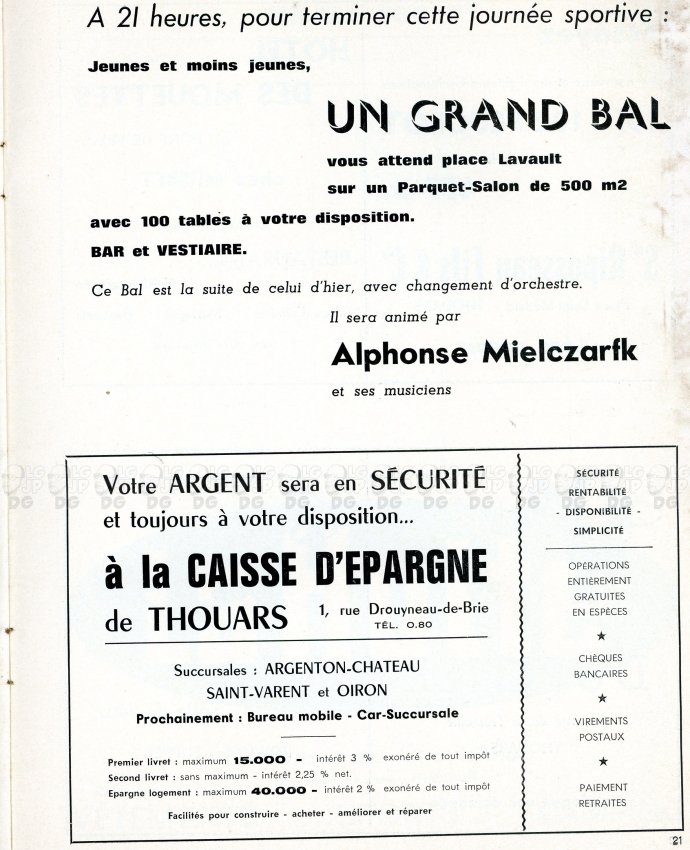 A 21 heures, pour terminer cette journée sportive :
Jeunes et moins jeunes,
UN GRAND BAL
vous attend place Lavault
sur un Parquet-Salon de 500 m2
avec 100 tables à votre disposition.
BAR et VESTIAIRE.
Ce Bal est la suite de celui d'hier, avec changement d'orchestre.
Il sera animé par
Alphonse Mielczarfk
et ses musiciens
Votre ARGENT sera en SÉCURITÉ
et toujours à votre disposition...
à la CAISSE D'EPARGNE
de THOUARS 1, rue Drouyneau-de-Brie
TÉL. 0.80
Succursales : ARGENTON-CHATEAU
SAINT-VARENT et OIRON
Prochainement : Bureau mobile - Car-Succursale
Premier livret : maximum 15.000 - intérêt 3 % exonéré de tout impôt
Second livret : sans maximum - intérêt 2,25 % net.
Epargne logement : maximum 40.000 - intérêt 2 % exonéré de tout impôt
Facilités pour construire - acheter - améliorer et réparer
SÉCURITÉ
RENTABILITÉ
- DISPONIBILITÉ -
SIMPLICITÉ
OPÉRATIONS
ENTIÈREMENT
GRATUITES
EN ESPÈCES
★
CHÈQUES
BANCAIRES
★
VIREMENTS
POSTAUX
★
PAIEMENT
RETRAITES
21